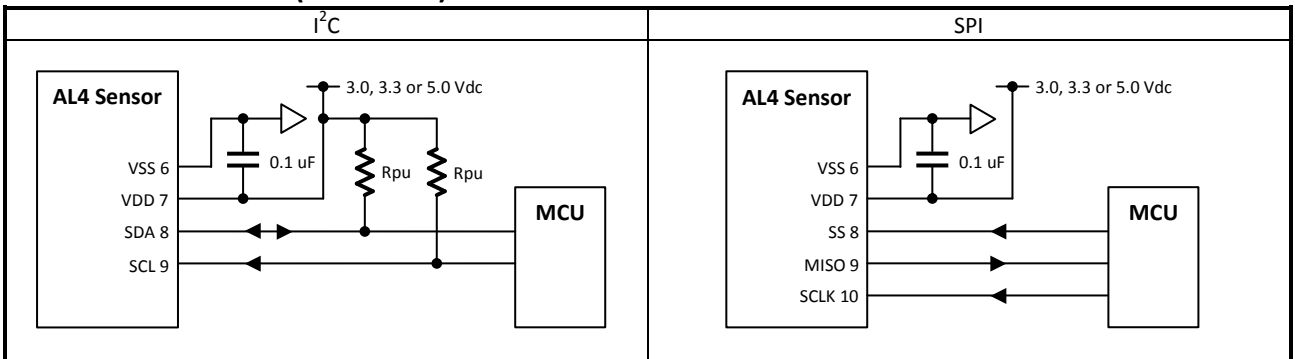 I²C
SPI
AL4 Sensor
3.0, 3.3 or 5.0 Vdc
VSS 6
0.1 uF
Rpu
Rpu
VDD 7
SDA 8
SCL 9
MCU
AL4 Sensor
3.0, 3.3 or 5.0 Vdc
VSS 6
0.1 uF
VDD 7
SS 8
MISO 9
SCLK 10
MCU